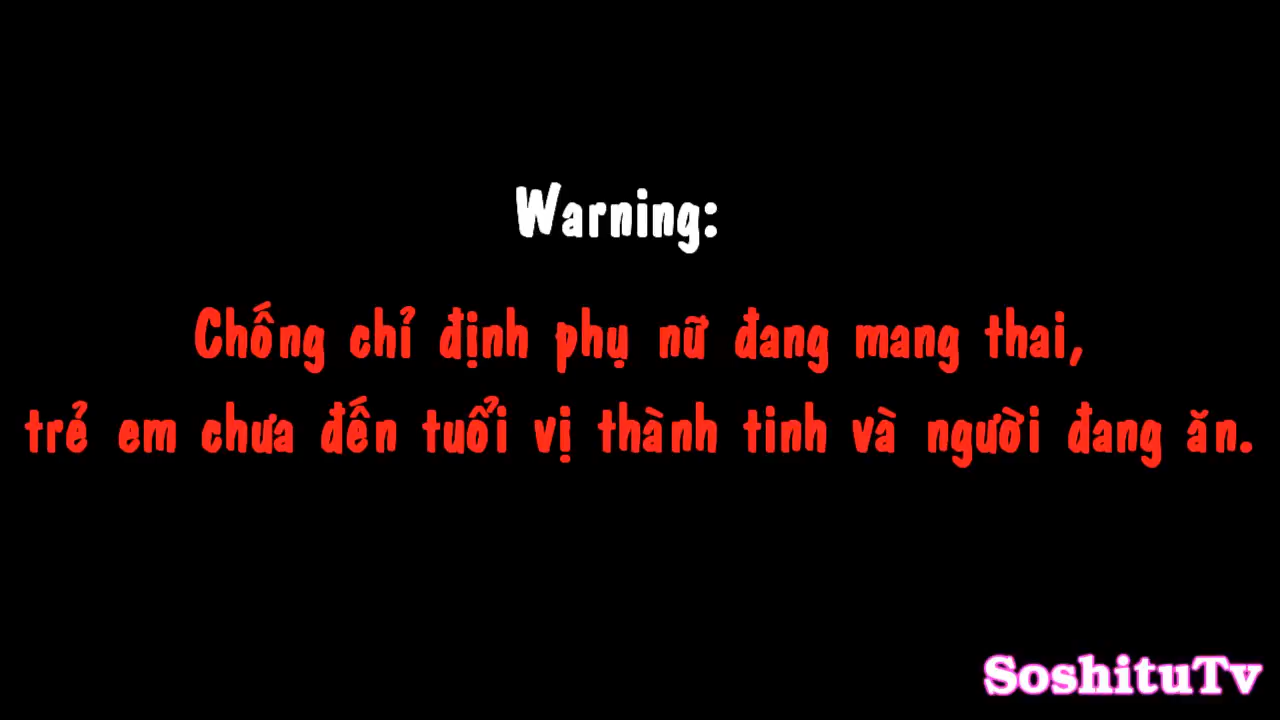 Warning:
Chống chỉ định phụ nữ đang mang thai,
trẻ em chưa đến tuổi vị thành tinh và người đang ăn.
SoshituTv